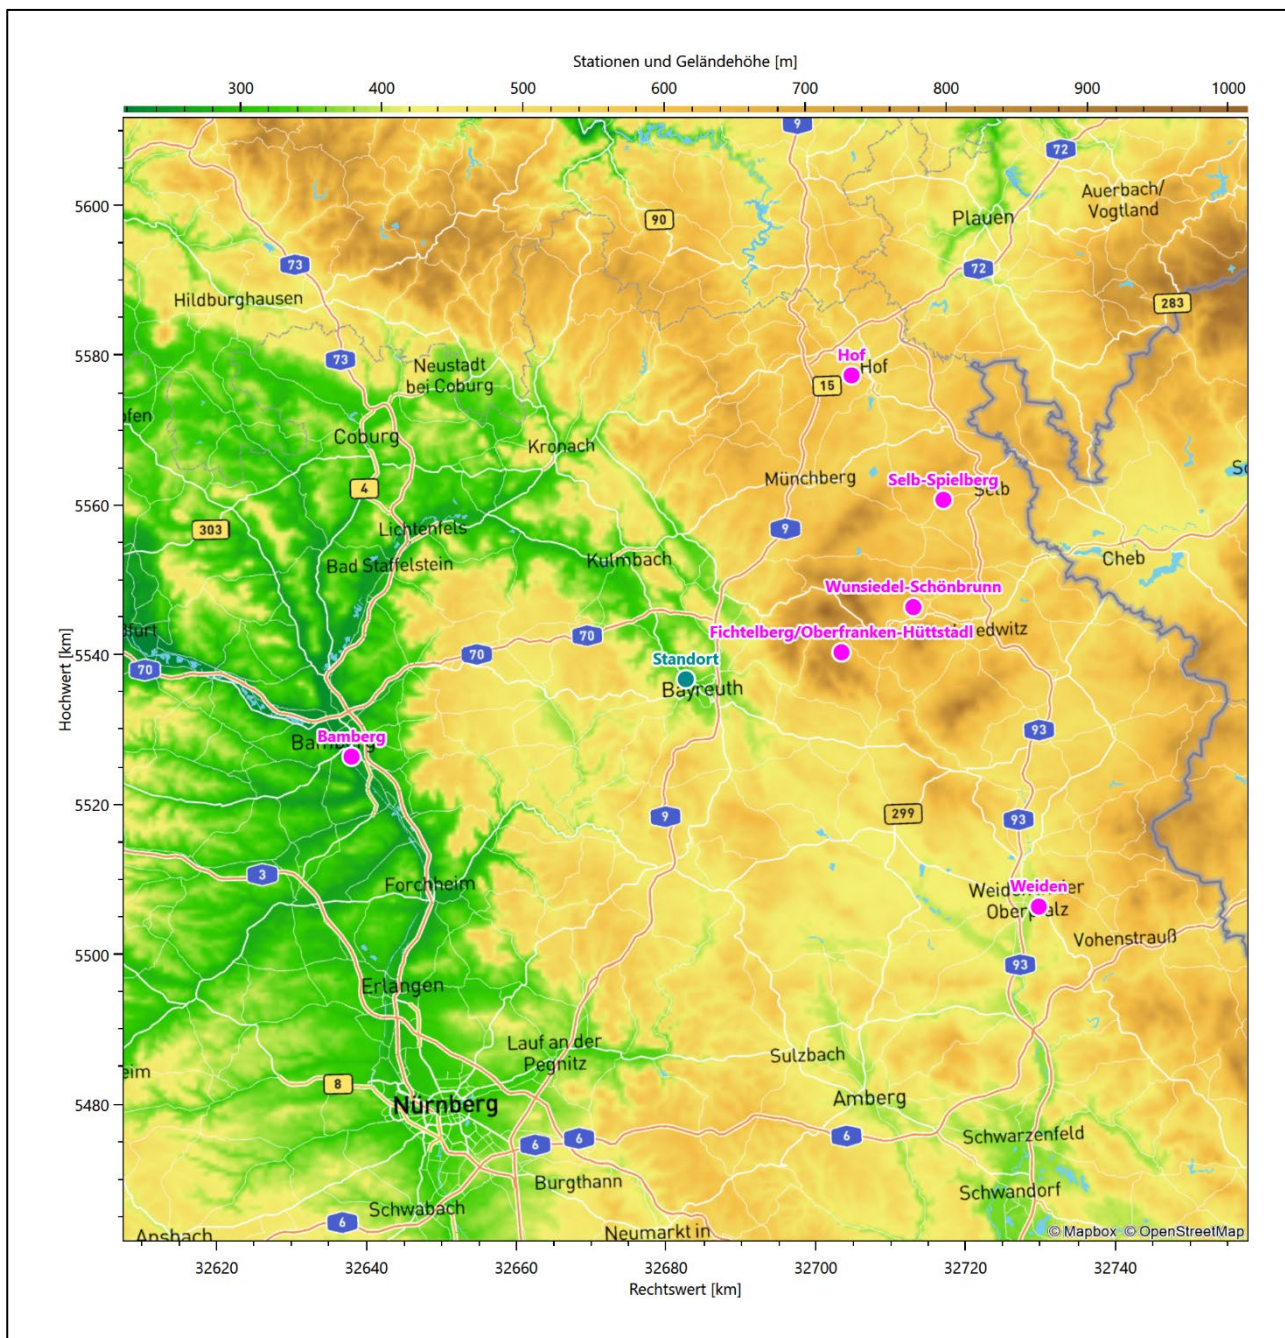 Stationen und Geländehöhe [m]
300 400 500 600 700 800 900 1000
9
72
Auerbach/
Vogtland
5600
90
Plauen
73
72
Hildburghausen
283
5580
73
Neustadt
bei Coburg
Hof
Hof
15
Coburg
Kronach
Münchberg
Selb-Spielberg
Selb
4
5560
303
Lichtenfels
9
Bad Staffelstein
Kulmbach
Cheb
Wunsiedel-Schönbrunn
70
Fichtelberg/Oberfranken-Hüttstadl
5540
70
70
Standort
Bayreuth
93
Bamberg
Bamberg
5520
9
299
93
3
Forchheim
Weiden
Oberpfalz
Vohenstrauß
5500
93
Erlangen
Lauf an der
Pegnitz
Sulzbach
8
Nürnberg
Amberg
5480
6
6
6
Schwarzenfeld
Burgthann
Schwandorf
Schwabach
6
Ansbach
Neumarkt in
© Mapbox © OpenStreetMap
32620 32640 32660 32680 32700 32720 32740
Rechtswert [km]
Hochwert [km]